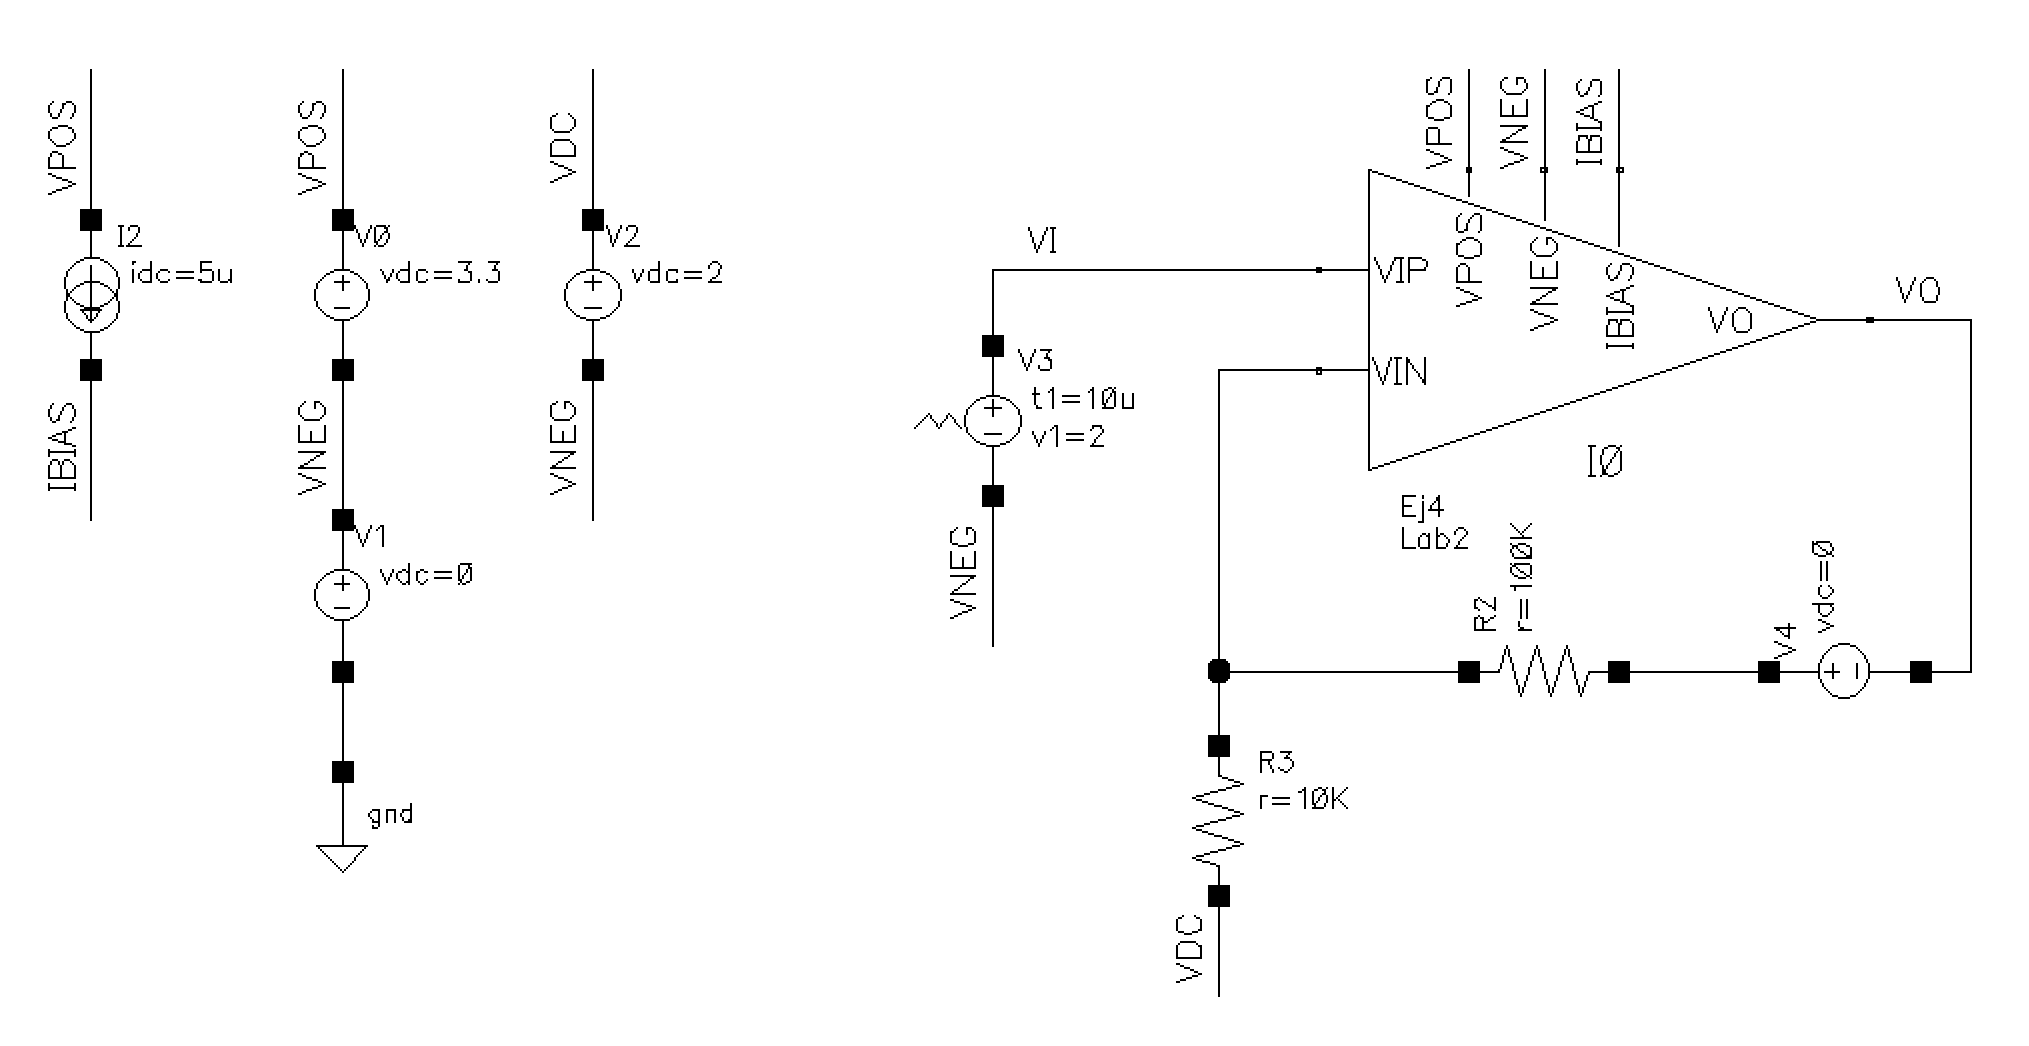 VPOS
I2
idc=5u
IBIAS
VPOS
V0
vdc=3.3
VNEG
V1
vdc=0
gnd
VDC
V2
vdc=2
VNEG
VI
V3
t1=10u
v1=2
VNEG
VPOS
VNEG
IBIAS
VIP
VIN
VPOS
VNEG
IBIAS
VO
VO
I0
Ej4
Lab2
R2
r=100K
V4
vdc=0
R3
r=10K
VDC